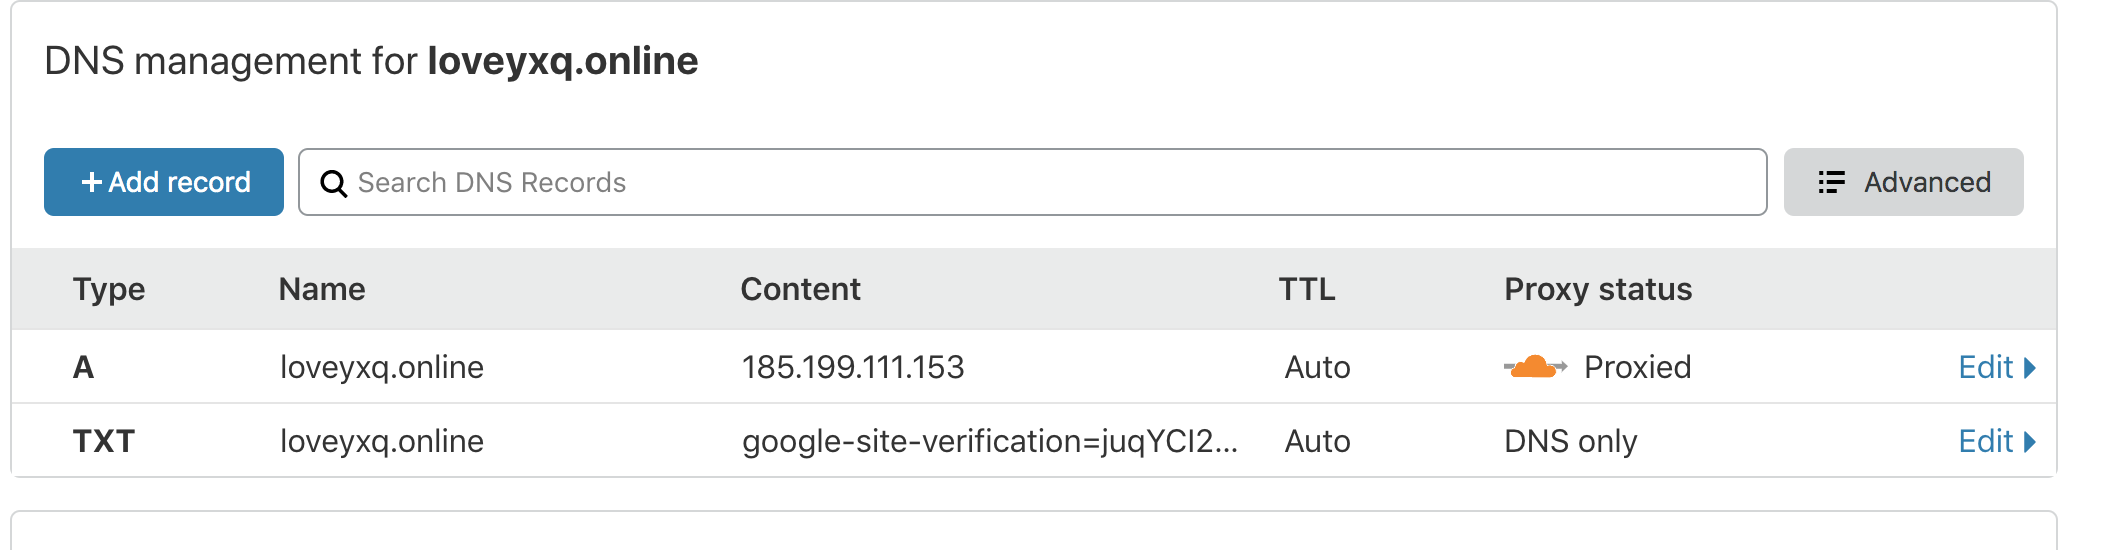 DNS management for loveyxq.online
+ Add record
Search DNS Records
Advanced
Type Name Content TTL Proxy status
A loveyxq.online 185.199.111.153 Auto Proxied Edit
TXT loveyxq.online google-site-verification=juqYCI2... Auto DNS only Edit